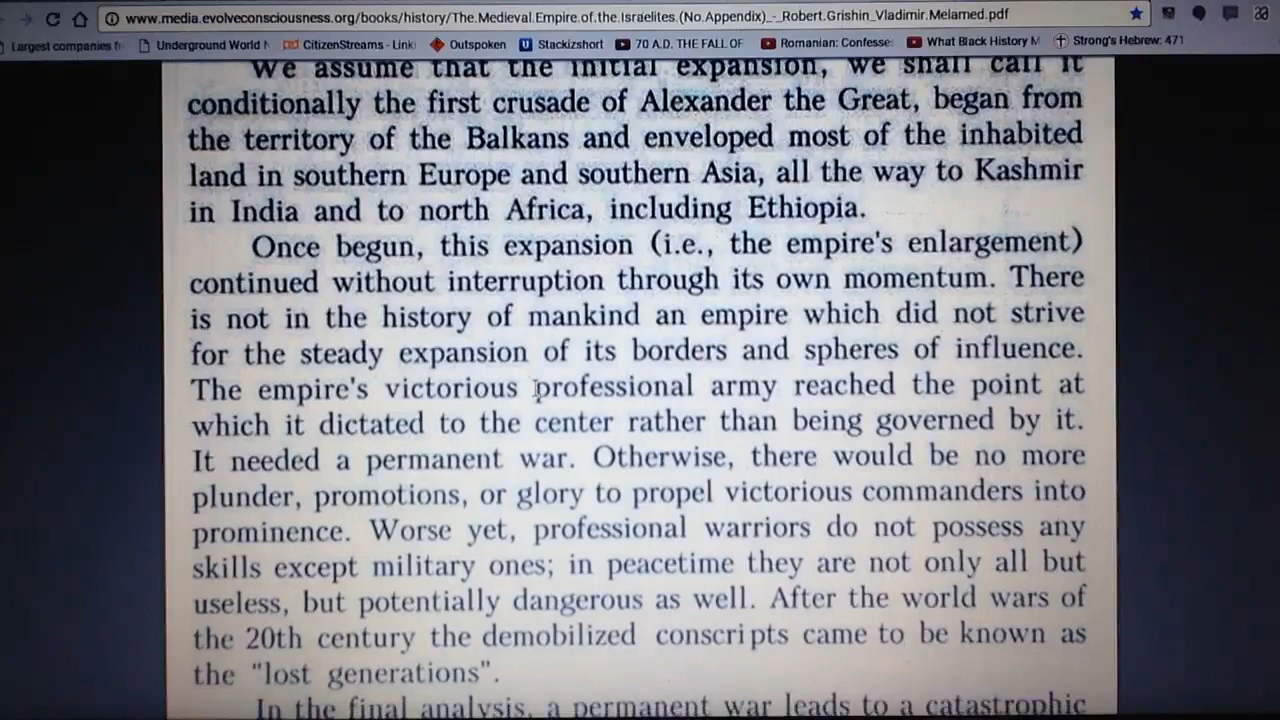 www.media.evolveconsciousness.org/books/history/The.Medieval.Empire.of.the.Israelites.(No.Appendix)_-_Robert.Grishin_Vladimir.Melamed.pdf
Largest companies f
Underground World N
CitizenStreams - Link
Outspoken
Stackizshort
70 A.D. THE FALL OF
Romanian: Confesse
What Black History M
Strong's Hebrew: 471
We assume that the initial expansion, we shall call it
conditionally the first crusade of Alexander the Great, began from
the territory of the Balkans and enveloped most of the inhabited
land in southern Europe and southern Asia, all the way to Kashmir
in India and to north Africa, including Ethiopia.
Once begun, this expansion (i.e., the empire's enlargement)
continued without interruption through its own momentum. There
is not in the history of mankind an empire which did not strive
for the steady expansion of its borders and spheres of influence.
The empire's victorious professional army reached the point at
which it dictated to the center rather than being governed by it.
It needed a permanent war. Otherwise, there would be no more
plunder, promotions, or glory to propel victorious commanders into
prominence. Worse yet, professional warriors do not possess any
skills except military ones; in peacetime they are not only all but
useless, but potentially dangerous as well. After the world wars of
the 20th century the demobilized conscripts came to be known as
the "lost generations".
In the final analysis, a permanent war leads to a catastrophic